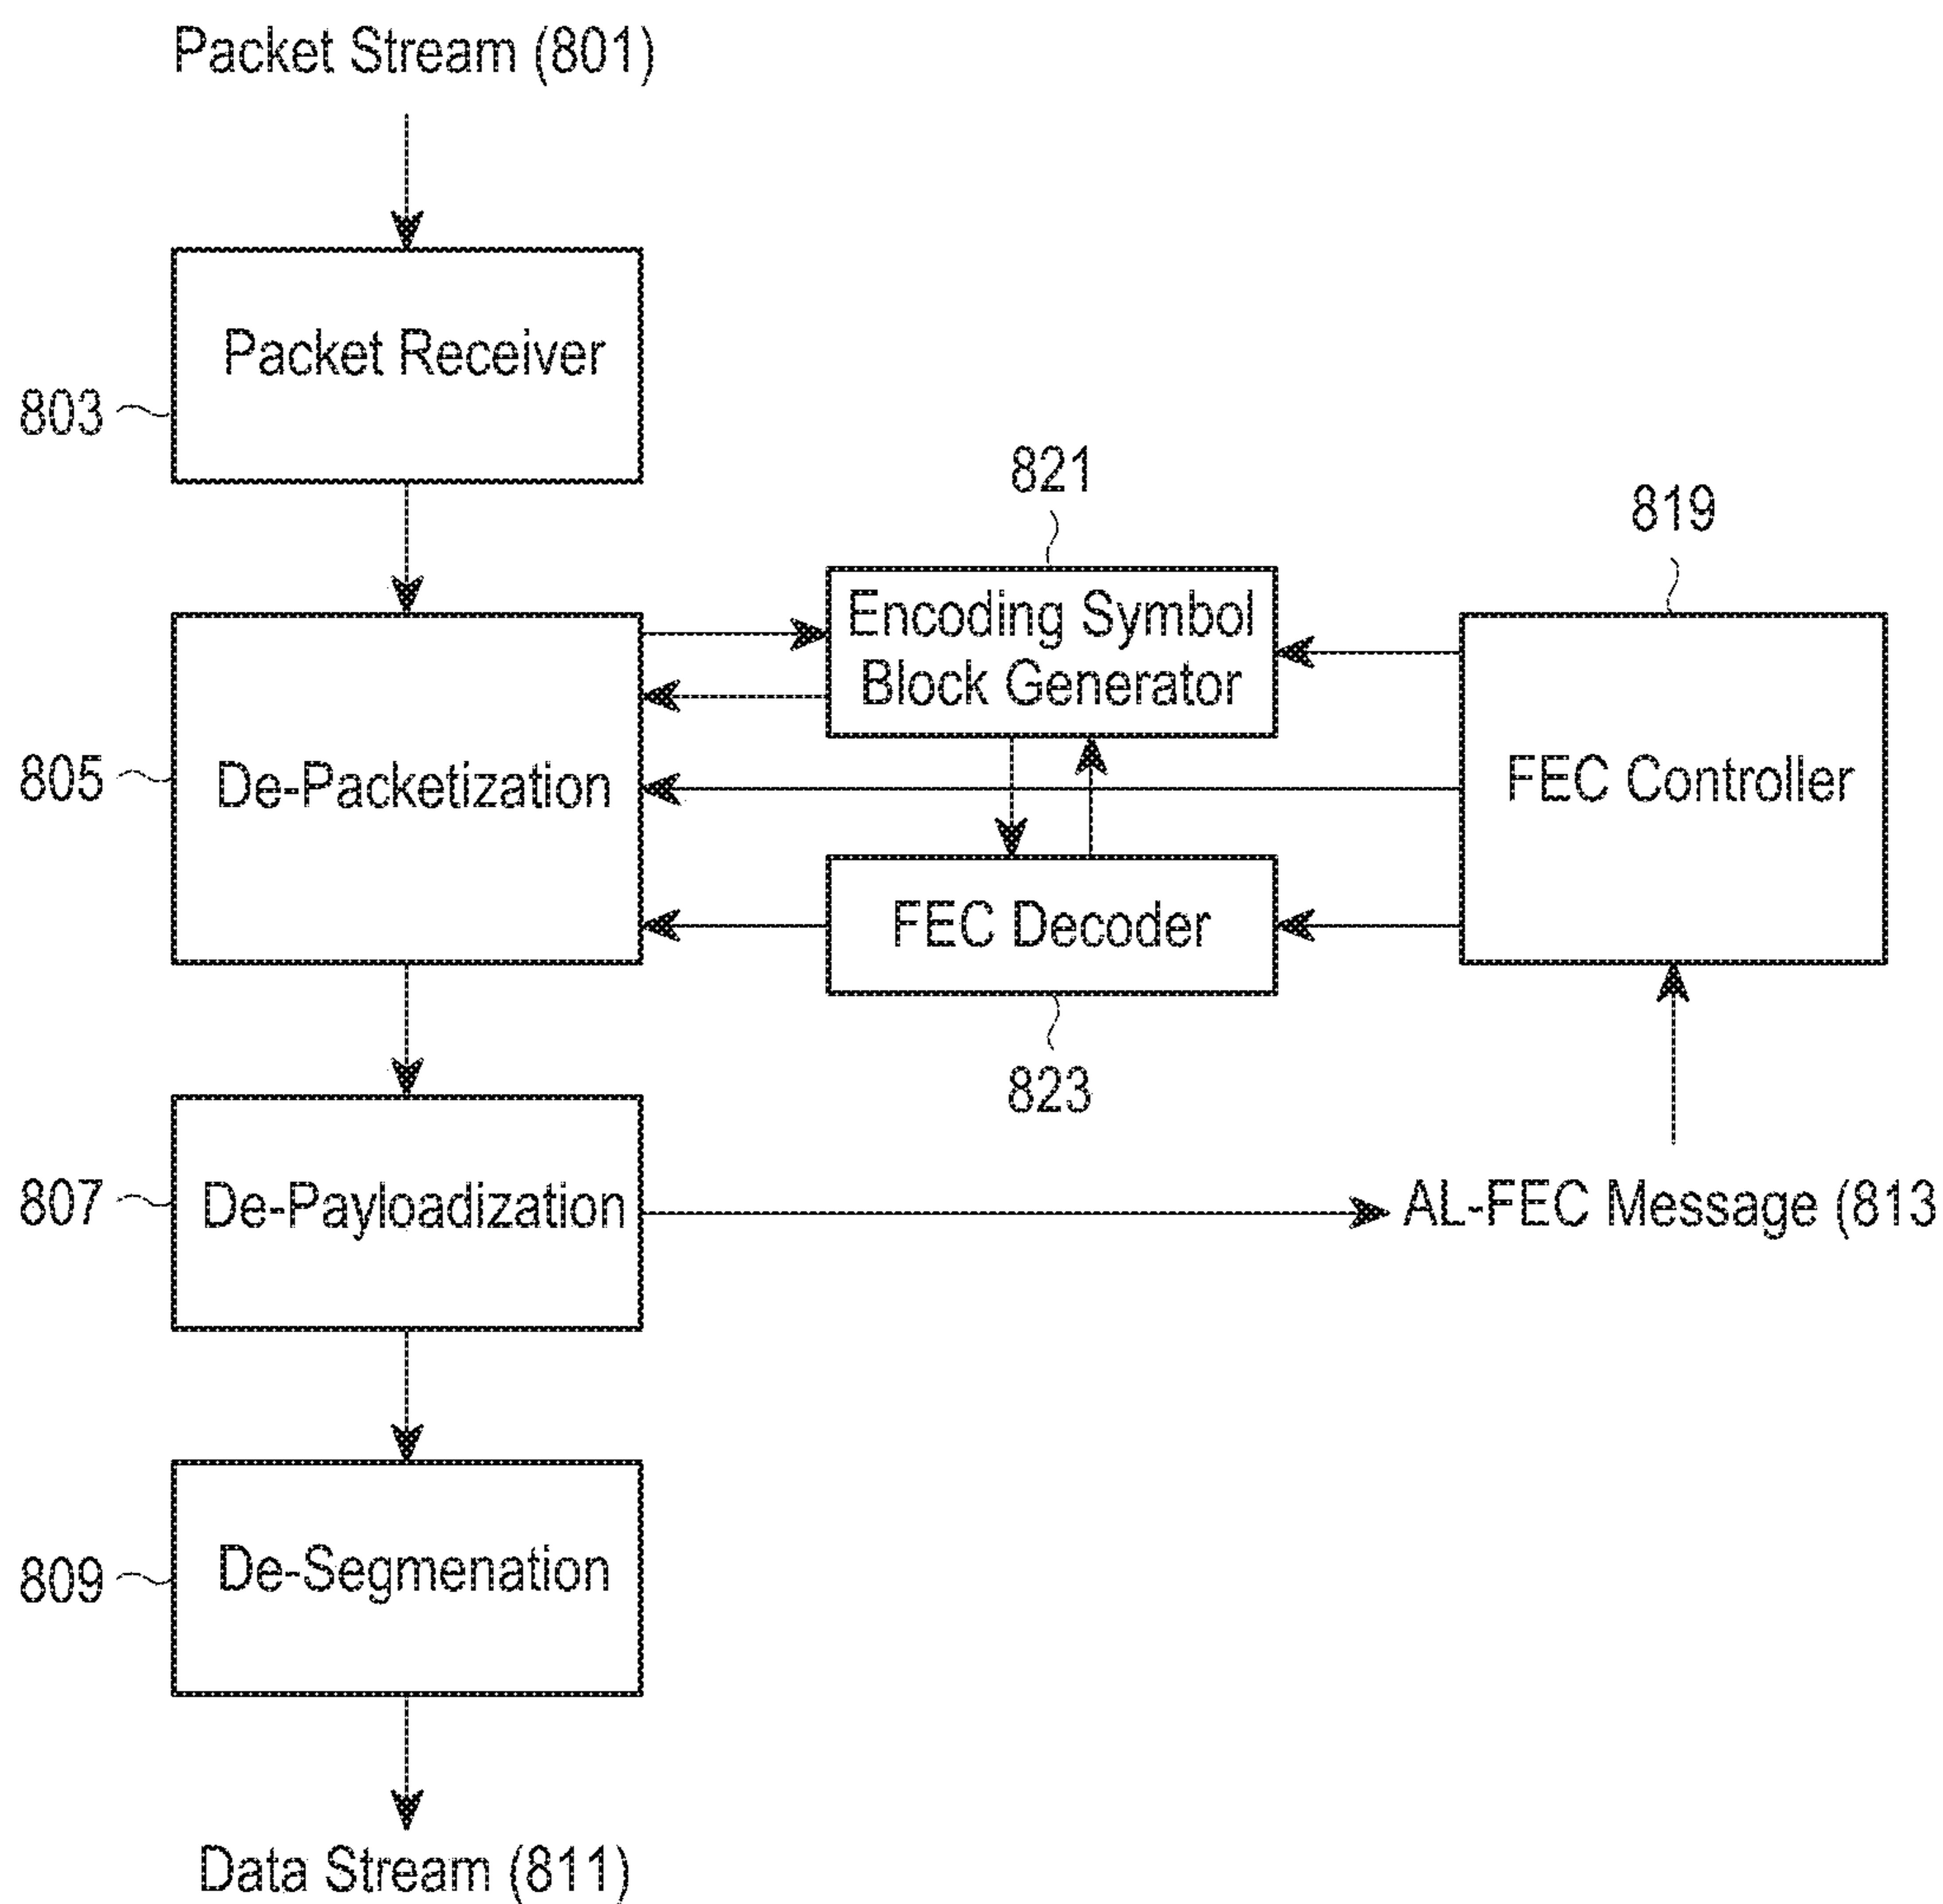 Packet Stream (801)
Packet Receiver
803
821
819
Encoding Symbol
Block Generator
805
De-Packetization
FEC Controller
FEC Decoder
823
807
De-Payloadization
AL-FEC Message (813
809
De-Segmenation
Data Stream (811)